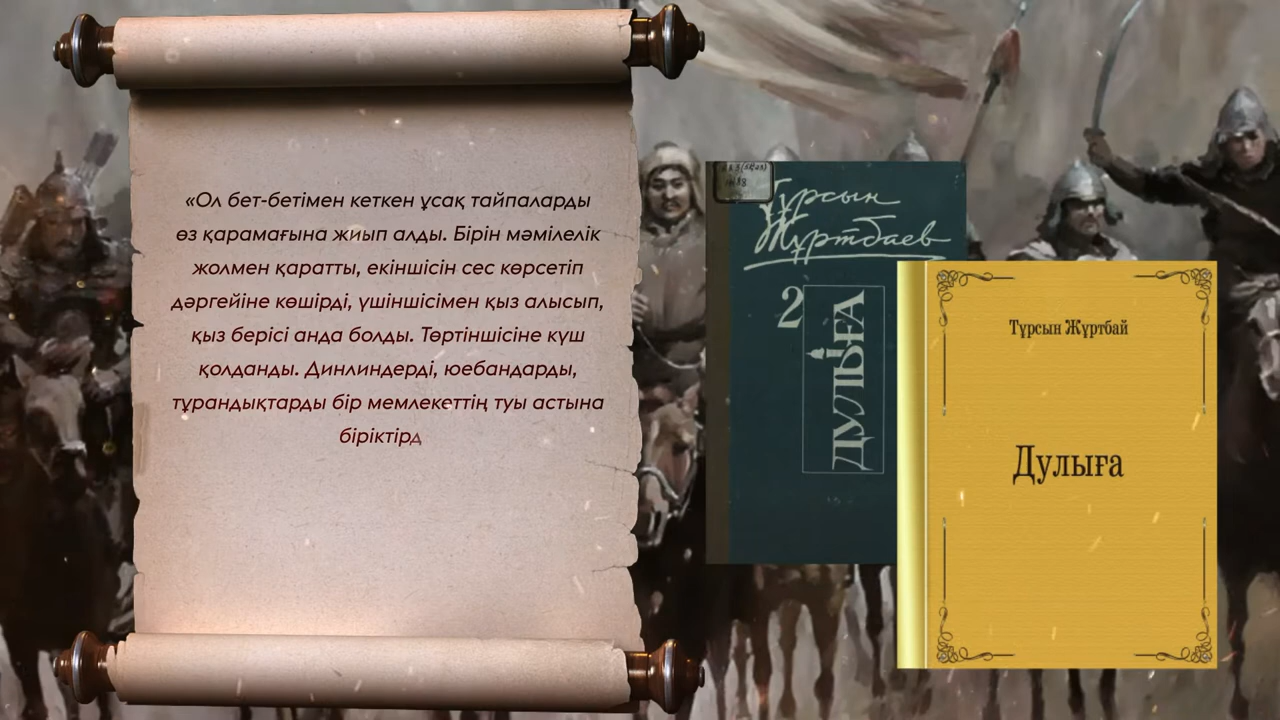 «Ол бет-бетімен кеткен ұсақ тайпаларды
өз қарамағына жиып алды. Бірін мәмілелік
жолмен қаратты, екіншісін сес көрсетіп
дәргейіне көшірді, үшіншісімен қыз алысып,
қыз берісі анда болды. Төртіншісіне күш
қолданды. Динлиндерді, юебандарды,
тұрандықтарды бір мемлекеттің туы астына
біріктірд
Тұрсын
Жұртбаев
2
ДУЛЫҒА
Тұрсын Жұртбай
Дулыға